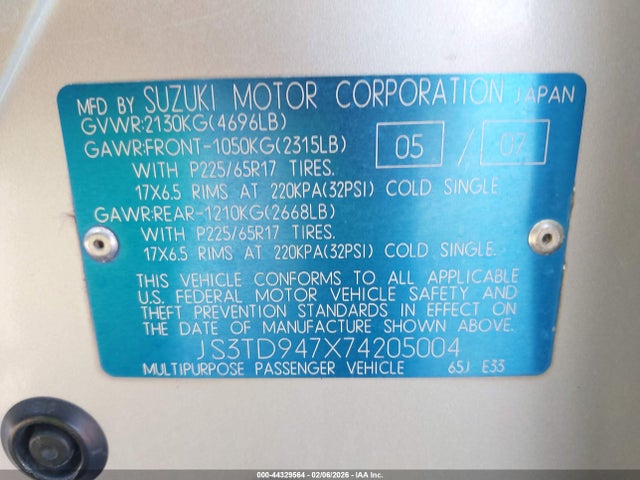 MFD BY SUZUKI MOTOR CORPORATION JAPAN
GVWR:2130KG(4696LB)
GAWR:FRONT-1050KG(2315LB) 05 / 07
WITH P225/65R17 TIRES.
17X6.5 RIMS AT 220KPA(32PSI) COLD SINGLE
GAWR:REAR-1210KG(2668LB)
WITH P225/65R17 TIRES.
17X6.5 RIMS AT 220KPA(32PSI) COLD SINGLE.
THIS VEHICLE CONFORMS TO ALL APPLICABLE
U.S. FEDERAL MOTOR VEHICLE SAFETY AND
THEFT PREVENTION STANDARDS IN EFFECT ON
THE DATE OF MANUFACTURE SHOWN ABOVE.
JS3TD947X74205004
MULTIPURPOSE PASSENGER VEHICLE 65J E33
000-44329564 - 02/06/2026 - IAA Inc.